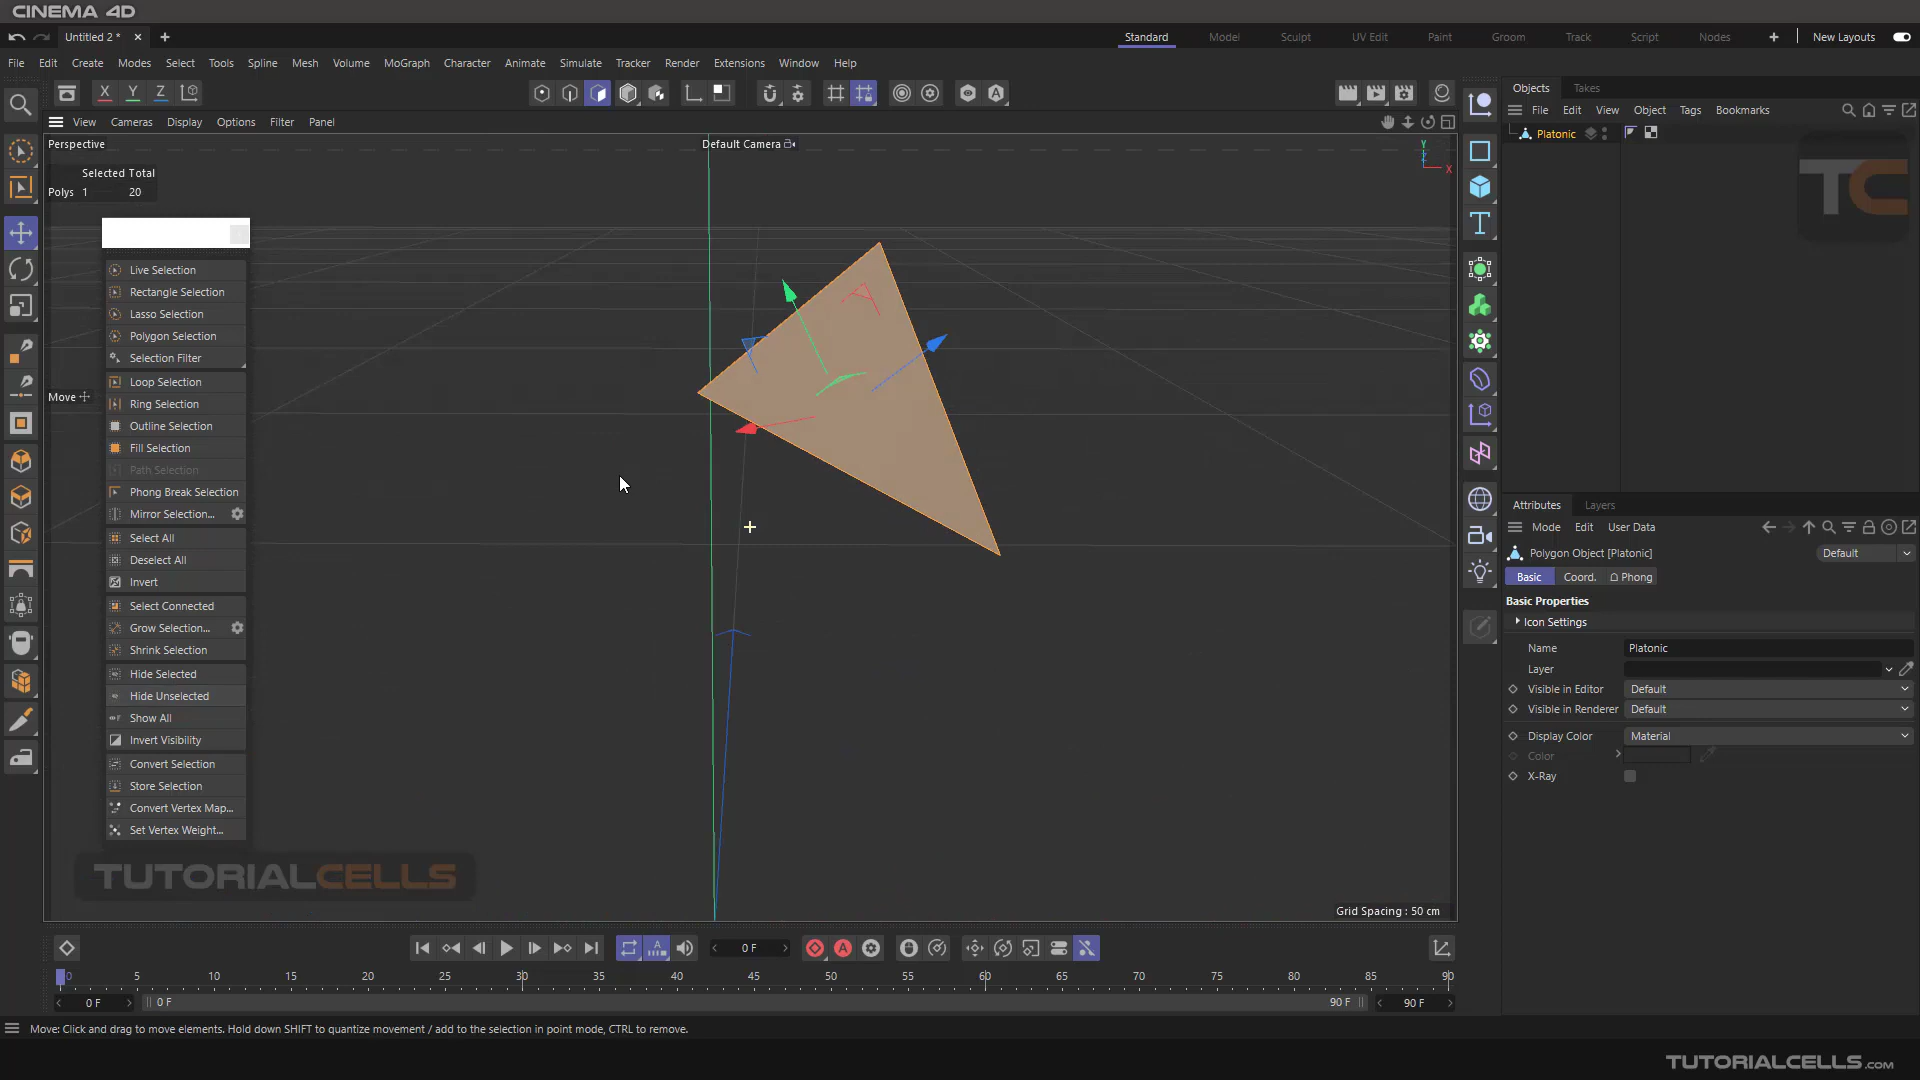 CINEMA 4D
Untitled 2 *
Standard Model Sculpt UV Edit Paint Groom Track Script Nodes New Layouts
File Edit Create Modes Select Tools Spline Mesh Volume MoGraph Character Animate Simulate Tracker Render Extensions Window Help
X Y Z
Objects Takes
View Cameras Display Options Filter Panel
File Edit View Object Tags Bookmarks
Platonic
Perspective
Default Camera
Y
Z
X
Selected Total
Polys 1 20
TC
Live Selection
Rectangle Selection
Lasso Selection
Polygon Selection
Selection Filter
Loop Selection
Move
Ring Selection
Outline Selection
Fill Selection
Path Selection
Phong Break Selection
Mirror Selection...
Select All
Deselect All
Invert
Select Connected
Grow Selection...
Shrink Selection
Hide Selected
Hide Unselected
Show All
Invert Visibility
Convert Selection
Store Selection
Convert Vertex Map...
Set Vertex Weight...
TUTORIALCELLS
Grid Spacing : 50 cm
Attributes Layers
Mode Edit User Data
Polygon Object [Platonic]
Default
Basic Coord. Phong
Basic Properties
Icon Settings
Name Platonic
Layer
Visible in Editor Default
Visible in Renderer Default
Display Color Material
Color
X-Ray
0 F
0 5 10 15 20 25 30 35 40 45 50 55 60 65 70 75 80 85 90
0 F 0 F 90 F 90 F
Move: Click and drag to move elements. Hold down SHIFT to quantize movement / add to the selection in point mode, CTRL to remove.
TUTORIALCELLS.COM